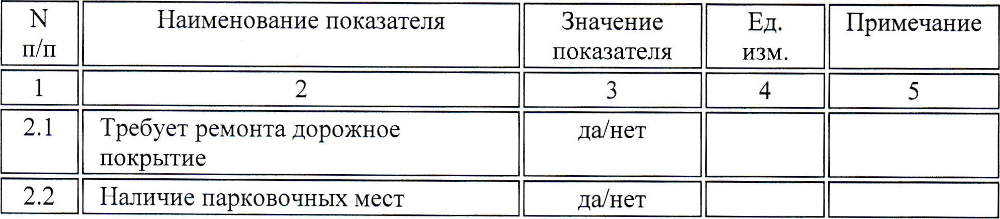 N
п/п
Наименование показателя
Значение
показателя
Ед.
изм.
Примечание
1
2
3
4
5
2.1
Требует ремонта дорожное
покрытие
да/нет
2.2
Наличие парковочных мест
да/нет